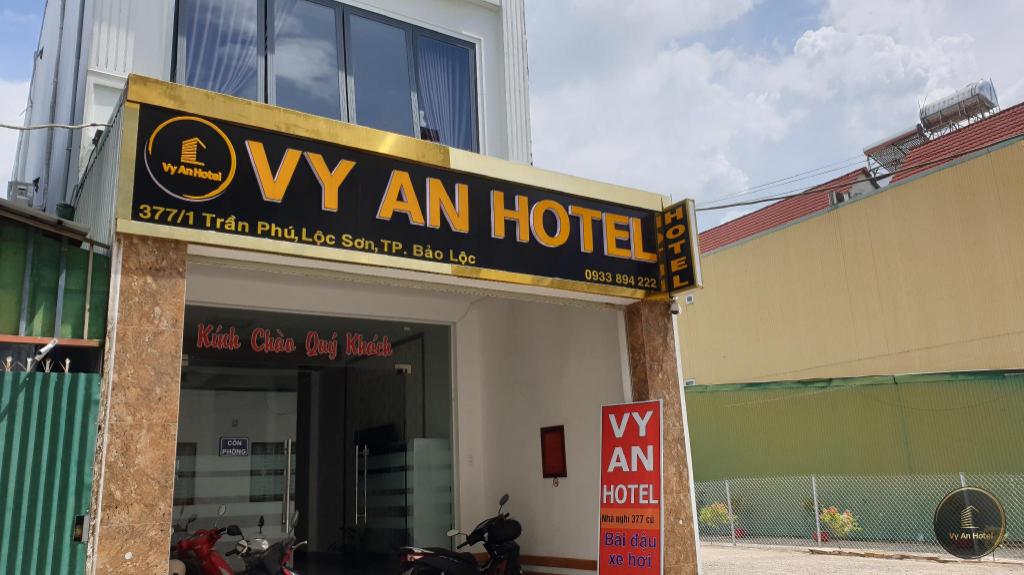 Vy An Hotel
VY AN HOTEL
377/1 Trần Phú, Lộc Sơn, TP. Bảo Lộc
0933 894 222
HOTEL
HOTEL
Kính Chào Quý Khách
CÒN
PHÒNG
VY
AN
HOTEL
Nhà nghỉ 377 cũ
Bãi đậu
xe hơi
Vy An Hotel